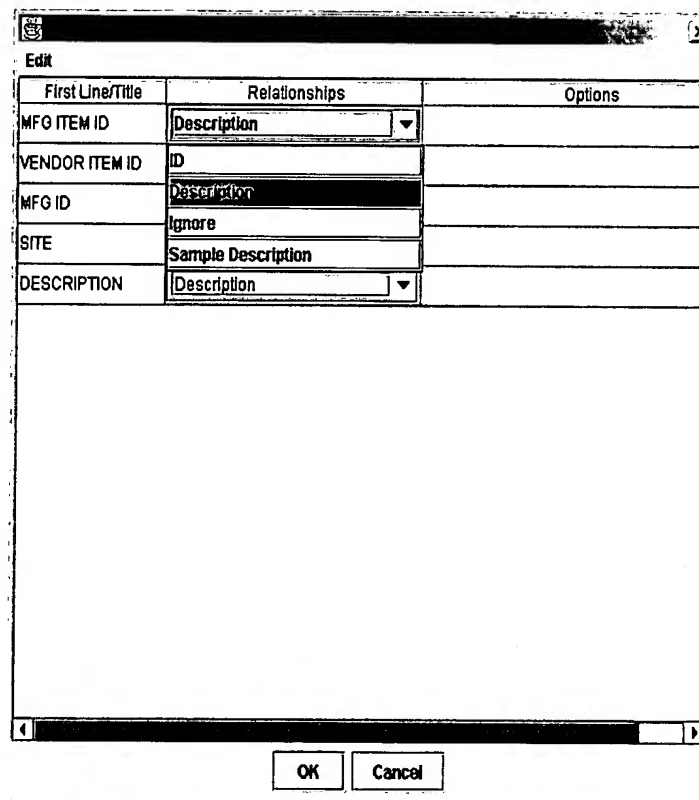 Edit
First Line/Title Relationships Options
MFG ITEM ID Description
VENDOR ITEM ID ID
Description
MFG ID
Ignore
SITE
Sample Description
DESCRIPTION Description
OK Cancel